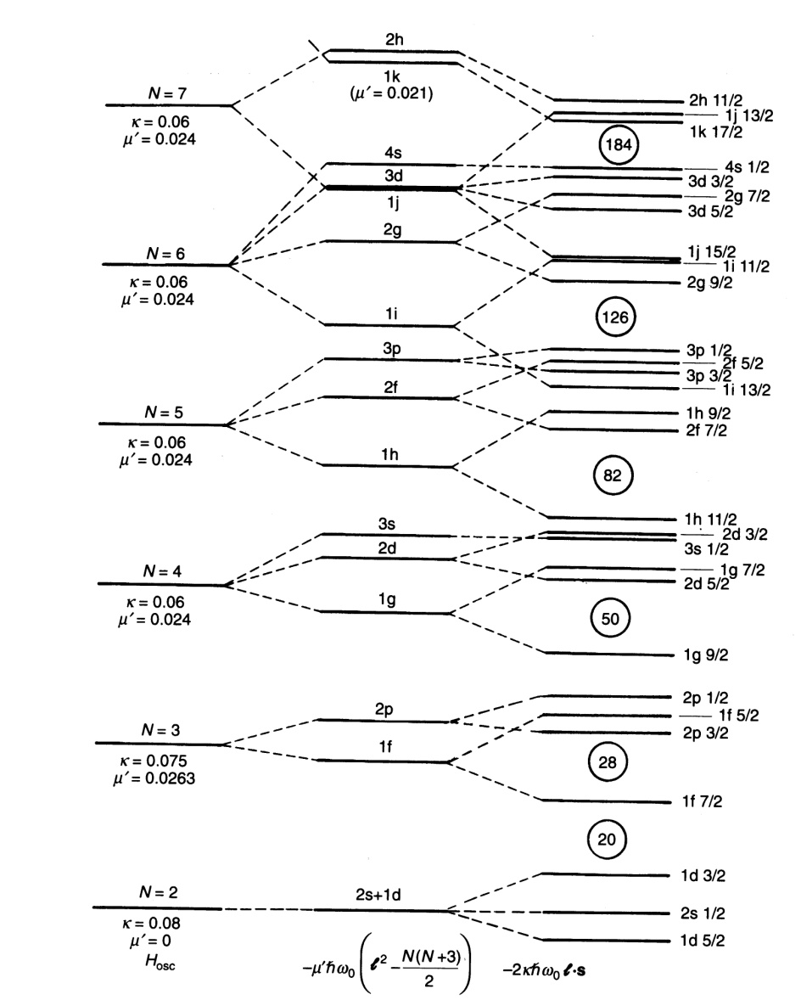 2h
1k
(μ′ = 0.021)
N = 7
κ = 0.06
μ′ = 0.024
2h 11/2
1j 13/2
1k 17/2
184
4s
3d
1j
4s 1/2
3d 3/2
2g 7/2
3d 5/2
2g
N = 6
κ = 0.06
μ′ = 0.024
1j 15/2
1i 11/2
2g 9/2
1i
126
3p
3p 1/2
2f 5/2
3p 3/2
1i 13/2
2f
N = 5
κ = 0.06
μ′ = 0.024
1h 9/2
2f 7/2
1h
82
1h 11/2
3s
2d 3/2
3s 1/2
2d
N = 4
κ = 0.06
μ′ = 0.024
1g 7/2
2d 5/2
1g
50
1g 9/2
2p
2p 1/2
1f 5/2
2p 3/2
N = 3
κ = 0.075
μ′ = 0.0263
1f
28
1f 7/2
20
1d 3/2
N = 2
κ = 0.08
μ′ = 0
H_osc
2s+1d
2s 1/2
1d 5/2
−μ′ħω₀ (ℓ² − N(N+3)/2)
−2κħω₀ ℓ·s